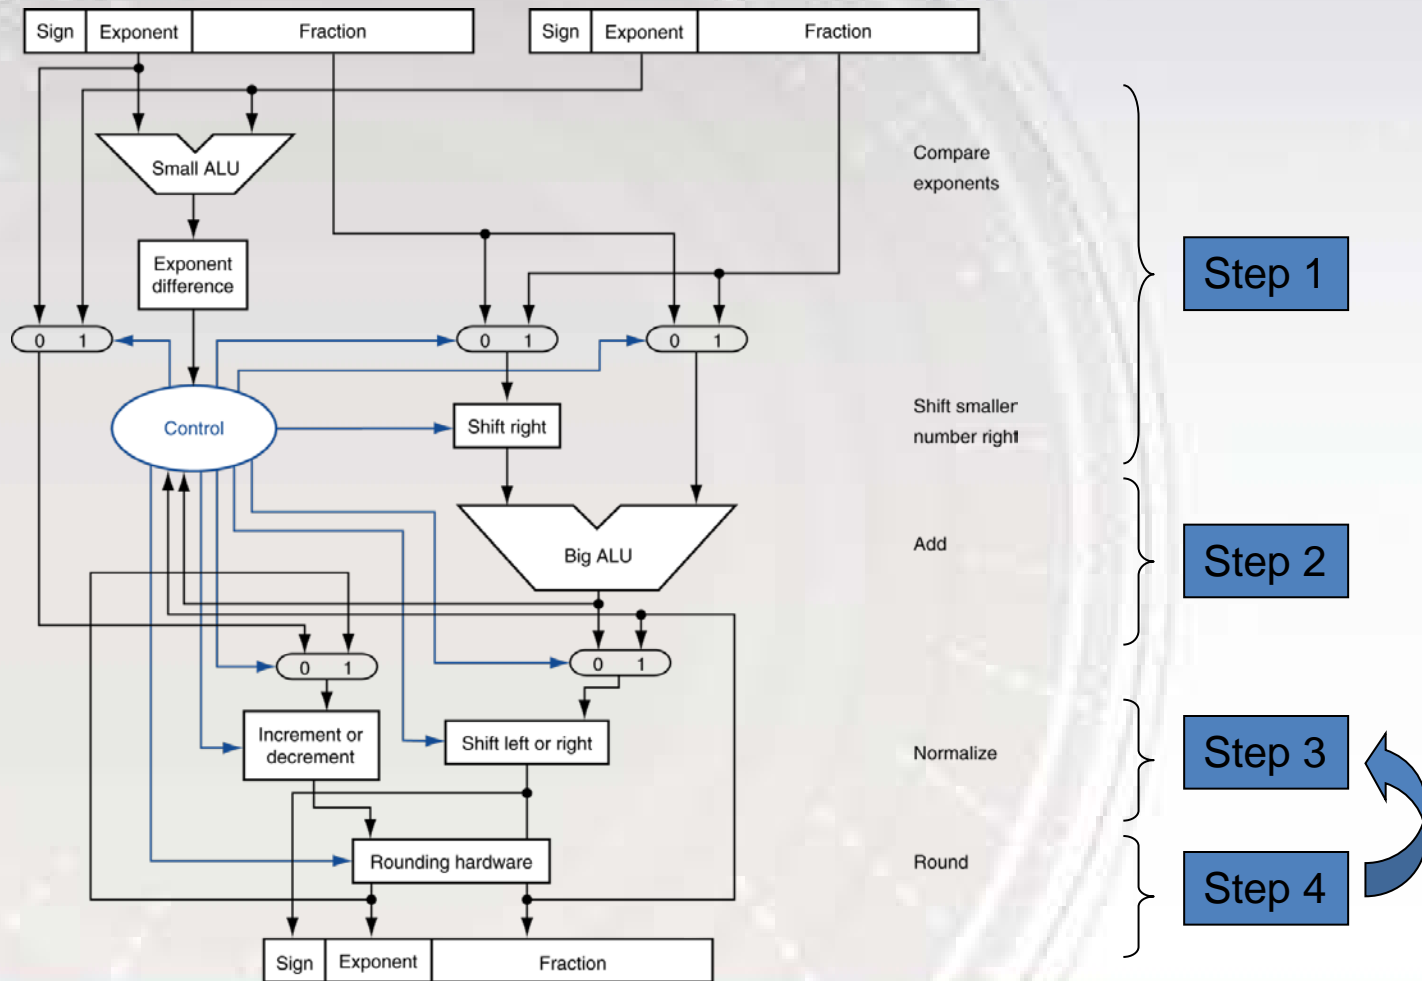 Sign Exponent Fraction Sign Exponent Fraction
Compare
exponents
Small ALU
Exponent
difference
Step 1
0 1 0 1 0 1
Control
Shift right
Shift smaller
number right
Big ALU
Add
Step 2
0 1 0 1
Increment or
decrement
Shift left or right
Normalize
Step 3
Rounding hardware
Round
Step 4
Sign Exponent Fraction